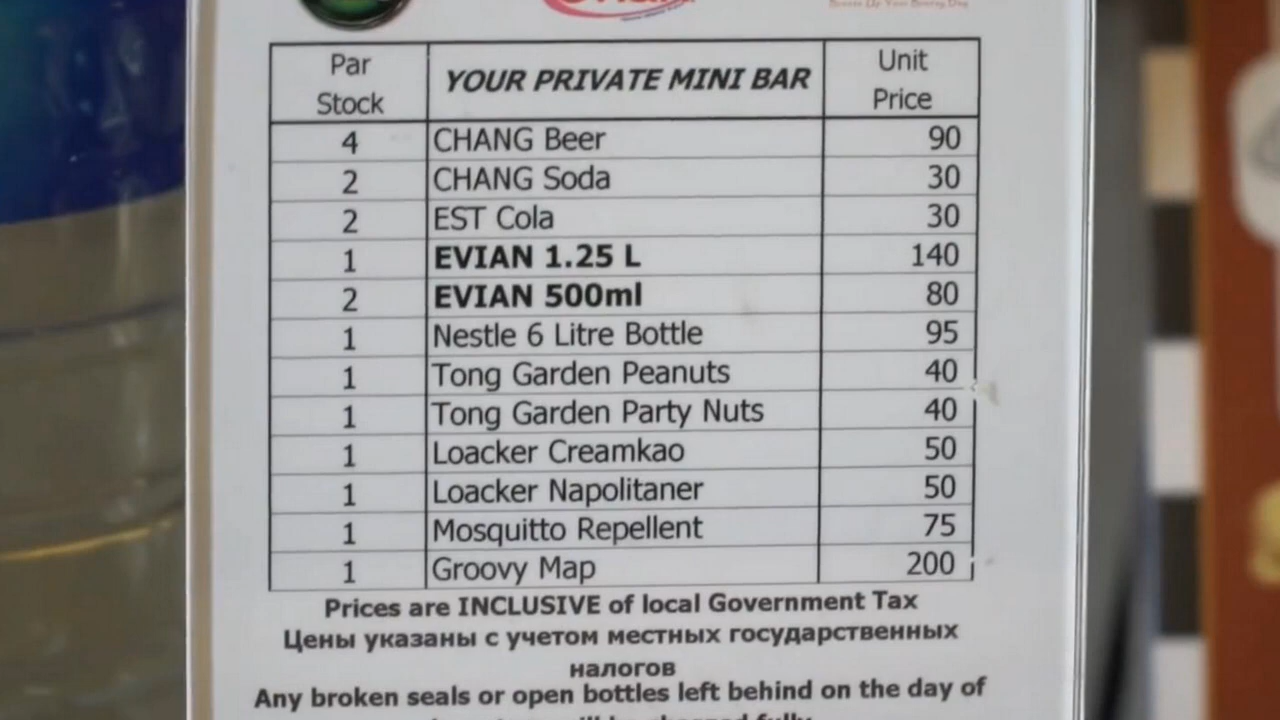 Par Stock YOUR PRIVATE MINI BAR Unit Price
4 CHANG Beer 90
2 CHANG Soda 30
2 EST Cola 30
1 EVIAN 1.25 L 140
2 EVIAN 500ml 80
1 Nestle 6 Litre Bottle 95
1 Tong Garden Peanuts 40
1 Tong Garden Party Nuts 40
1 Loacker Creamkao 50
1 Loacker Napolitaner 50
1 Mosquitto Repellent 75
1 Groovy Map 200
Prices are INCLUSIVE of local Government Tax
Цены указаны с учетом местных государственных
налогов
Any broken seals or open bottles left behind on the day of
will be charged fully